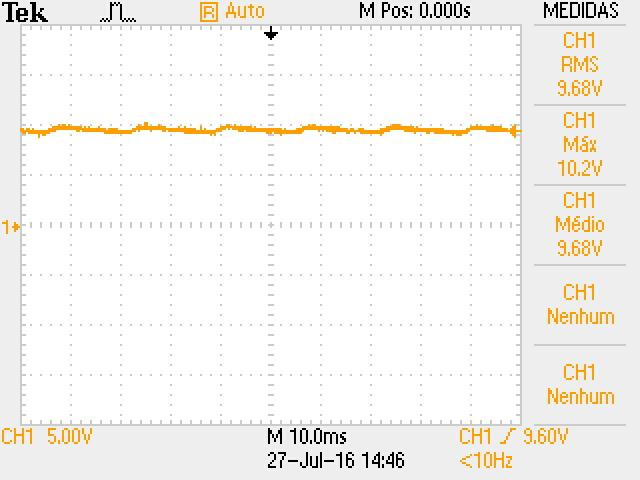 Tek R Auto M Pos: 0.000s MEDIDAS
CH1
RMS
9.68V
CH1
Máx
10.2V
CH1
Médio
9.68V
CH1
Nenhum
CH1
Nenhum
1
CH1 5.00V M 10.0ms CH1 9.60V
27-Jul-16 14:46 <10Hz